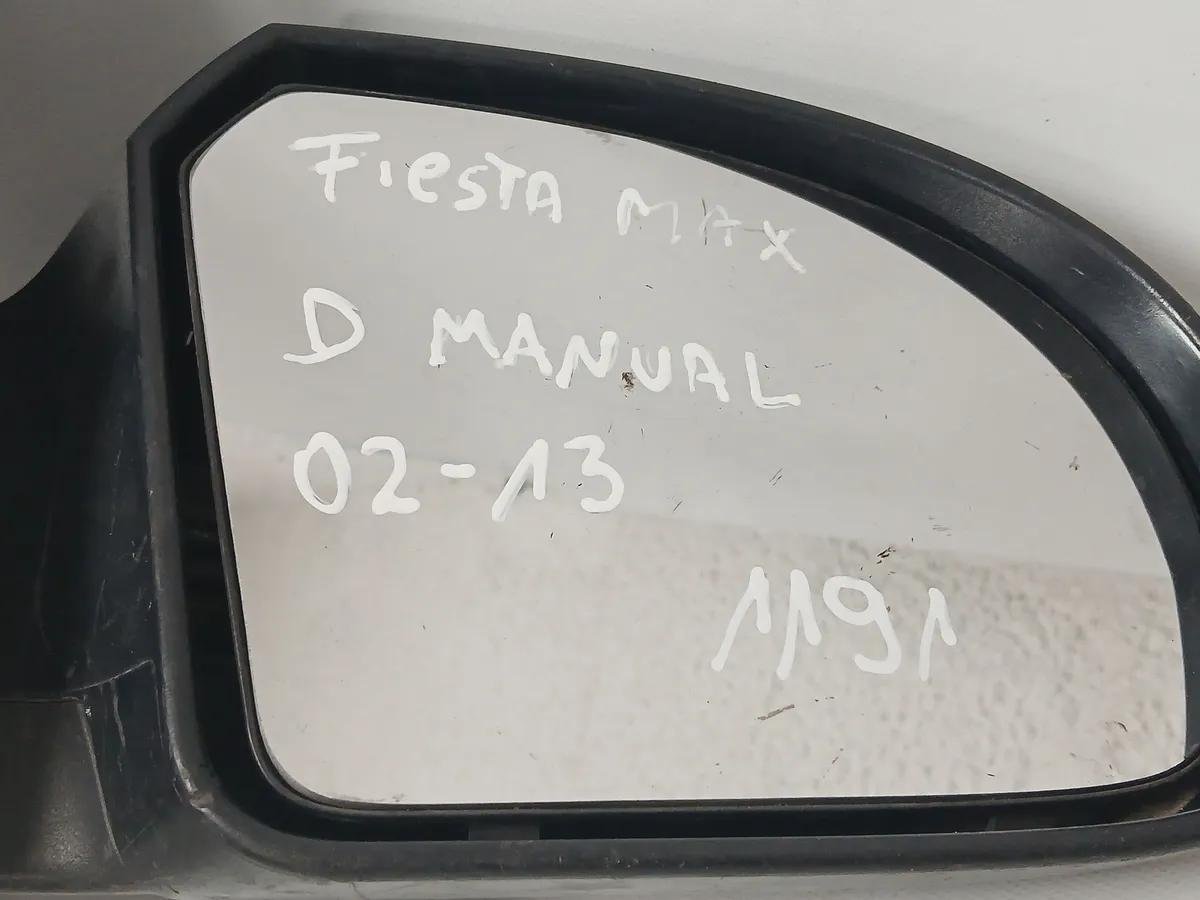 FiesTA MAX
D MANUAL
02-13
1191